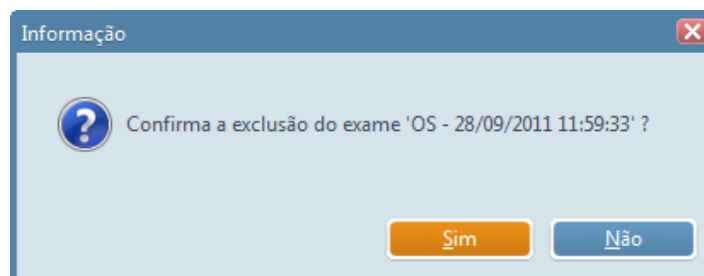 Informação
Confirma a exclusão do exame 'OS - 28/09/2011 11:59:33' ?
Sim
Não